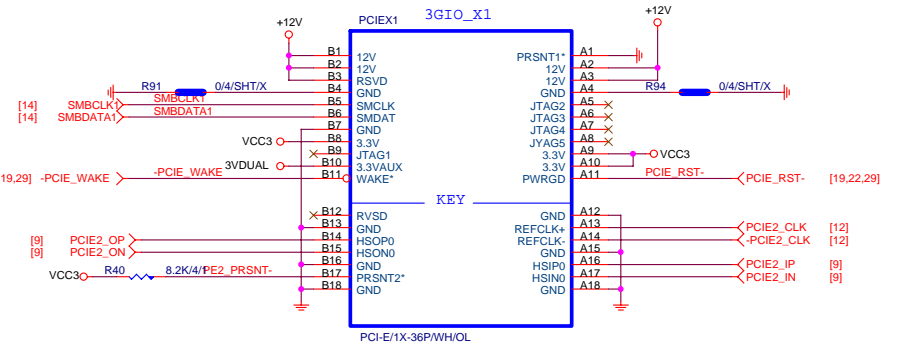 3GIO_X1
+12V
PCIEX1
+12V
B1 12V PRSNT1* A1
B2 12V 12V A2
B3 RSVD 12V A3
R91 0/4/SHT/X B4 GND GND A4 R94 0/4/SHT/X
[14] SMBCLK1 SMBCLK1 B5 SMCLK JTAG2 A5
[14] SMBDATA1 SMBDATA1 B6 SMDAT JTAG3 A6
B7 GND JTAG4 A7
VCC3 B8 3.3V JYAG5 A8
B9 JTAG1 3.3V A9 VCC3
3VDUAL B10 3.3VAUX 3.3V A10
19,29] -PCIE_WAKE -PCIE_WAKE B11 WAKE* PWRGD A11 PCIE_RST- PCIE_RST- [19,22,29]
KEY
B12 RVSD GND A12
B13 GND REFCLK+ A13 PCIE2_CLK [12]
[9] PCIE2_OP B14 HSOP0 REFCLK- A14 -PCIE2_CLK [12]
[9] PCIE2_ON B15 HSON0 GND A15
B16 GND HSIP0 A16 PCIE2_IP [9]
VCC3 R40 8.2K/4/1 PE2_PRSNT- B17 PRSNT2* HSIN0 A17 PCIE2_IN [9]
B18 GND GND A18
PCI-E/1X-36P/WH/OL